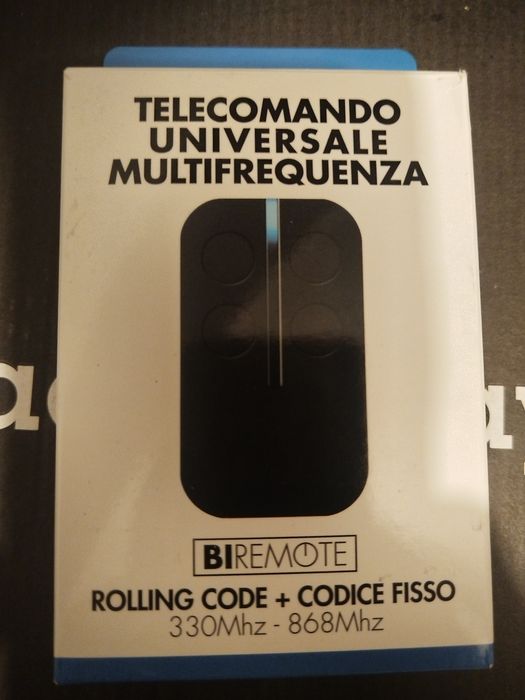 TELECOMANDO
UNIVERSALE
MULTIFREQUENZA
BIREMOTE
ROLLING CODE + CODICE FISSO
330Mhz - 868Mhz